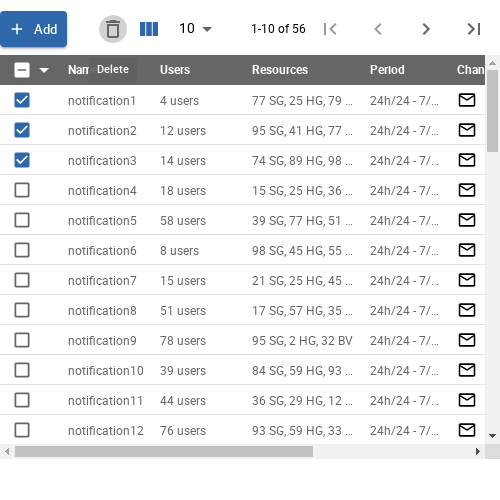 + Add
10
1-10 of 56
Delete
Nam Users Resources Period Chan
notification1 4 users 77 SG, 25 HG, 79 ... 24h/24 - 7/...
notification2 12 users 95 SG, 41 HG, 77 ... 24h/24 - 7/...
notification3 14 users 74 SG, 89 HG, 98 ... 24h/24 - 7/...
notification4 18 users 15 SG, 25 HG, 36 ... 24h/24 - 7/...
notification5 58 users 39 SG, 77 HG, 51 ... 24h/24 - 7/...
notification6 8 users 98 SG, 45 HG, 55 ... 24h/24 - 7/...
notification7 15 users 21 SG, 25 HG, 45 ... 24h/24 - 7/...
notification8 51 users 17 SG, 57 HG, 35 ... 24h/24 - 7/...
notification9 78 users 95 SG, 2 HG, 32 BV 24h/24 - 7/...
notification10 39 users 84 SG, 59 HG, 93 ... 24h/24 - 7/...
notification11 44 users 36 SG, 29 HG, 12 ... 24h/24 - 7/...
notification12 76 users 93 SG, 59 HG, 33 ... 24h/24 - 7/...